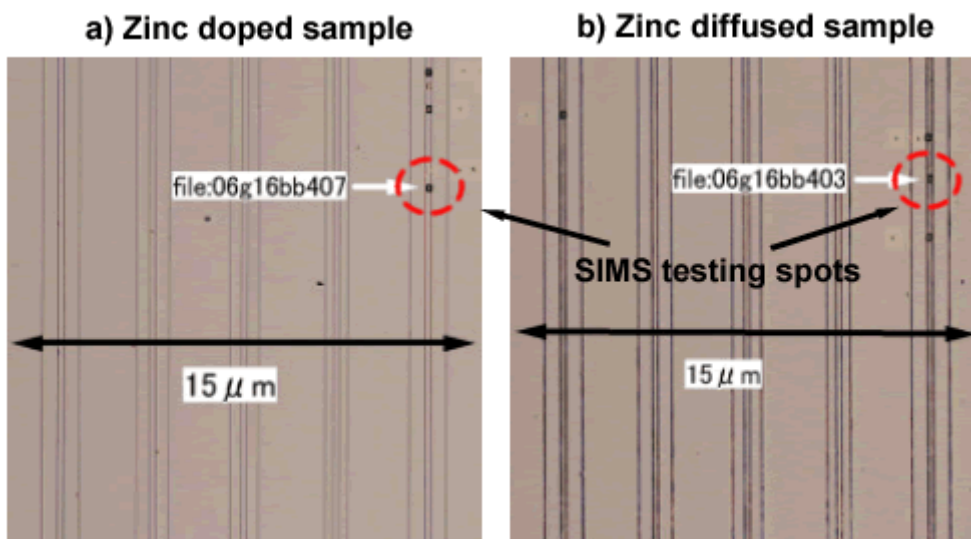 a) Zinc doped sample
b) Zinc diffused sample
file:06g16bb407
file:06g16bb403
SIMS testing spots
15 μ m
15 μ m